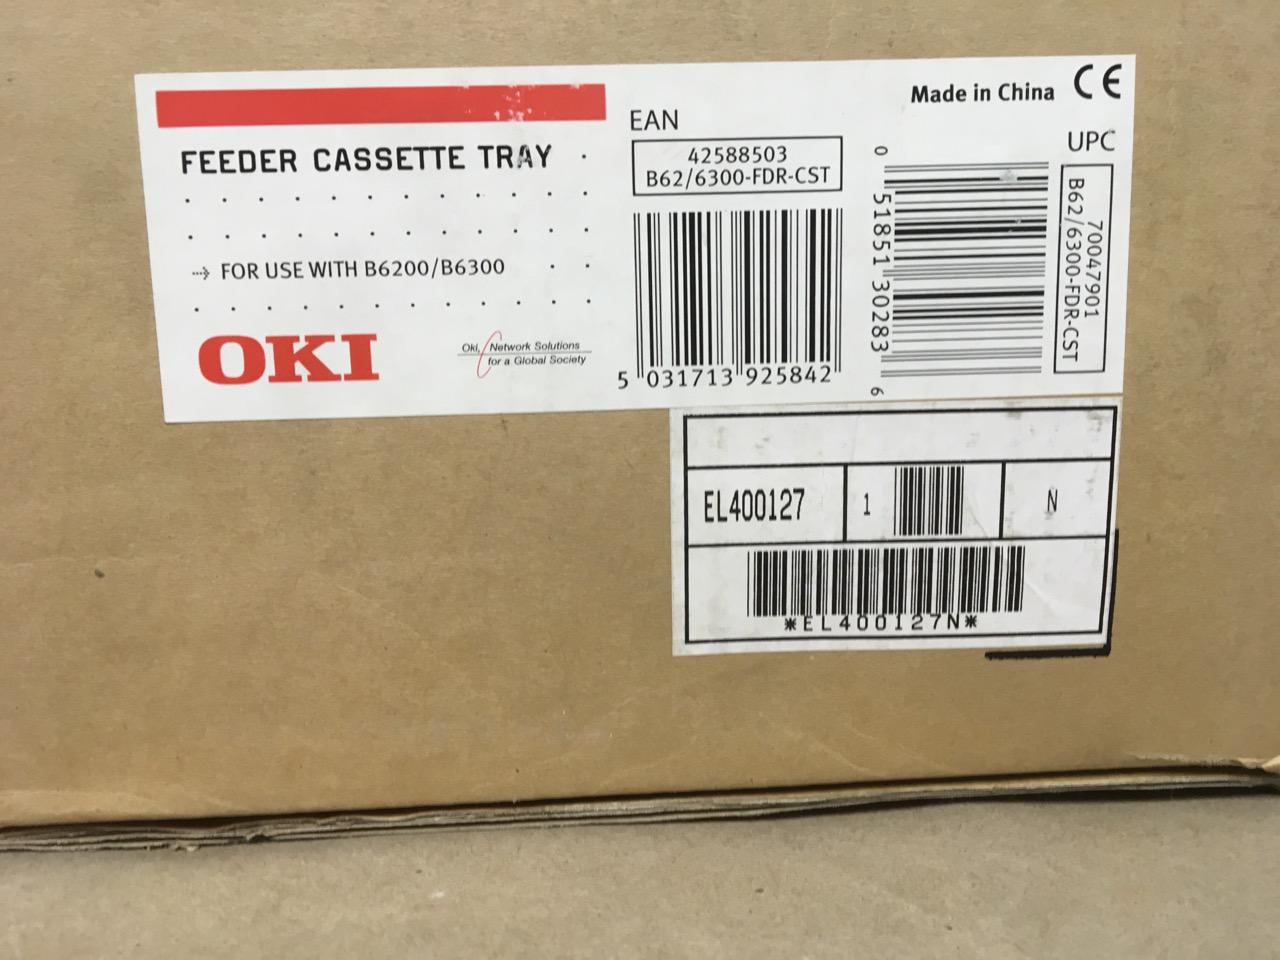 FEEDER CASSETTE TRAY
FOR USE WITH B6200/B6300
OKI
Oki, Network Solutions
for a Global Society
EAN
42588503
B62/6300-FDR-CST
5 031713 925842
Made in China CE
UPC
0 51851 30283 6
70047901
B62/6300-FDR-CST
EL400127
1
N
*EL400127N*